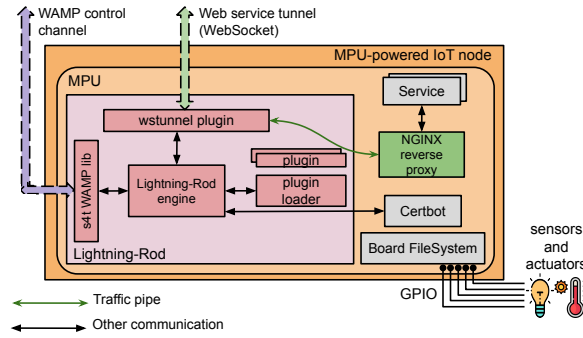 WAMP control
channel
Web service tunnel
(WebSocket)
MPU-powered IoT node
MPU
Service
wstunnel plugin
NGINX
reverse
proxy
s4t WAMP lib
Lightning-Rod
engine
plugin
plugin
loader
Certbot
Lightning-Rod
Board FileSystem
sensors
and
actuators
GPIO
Traffic pipe
Other communication